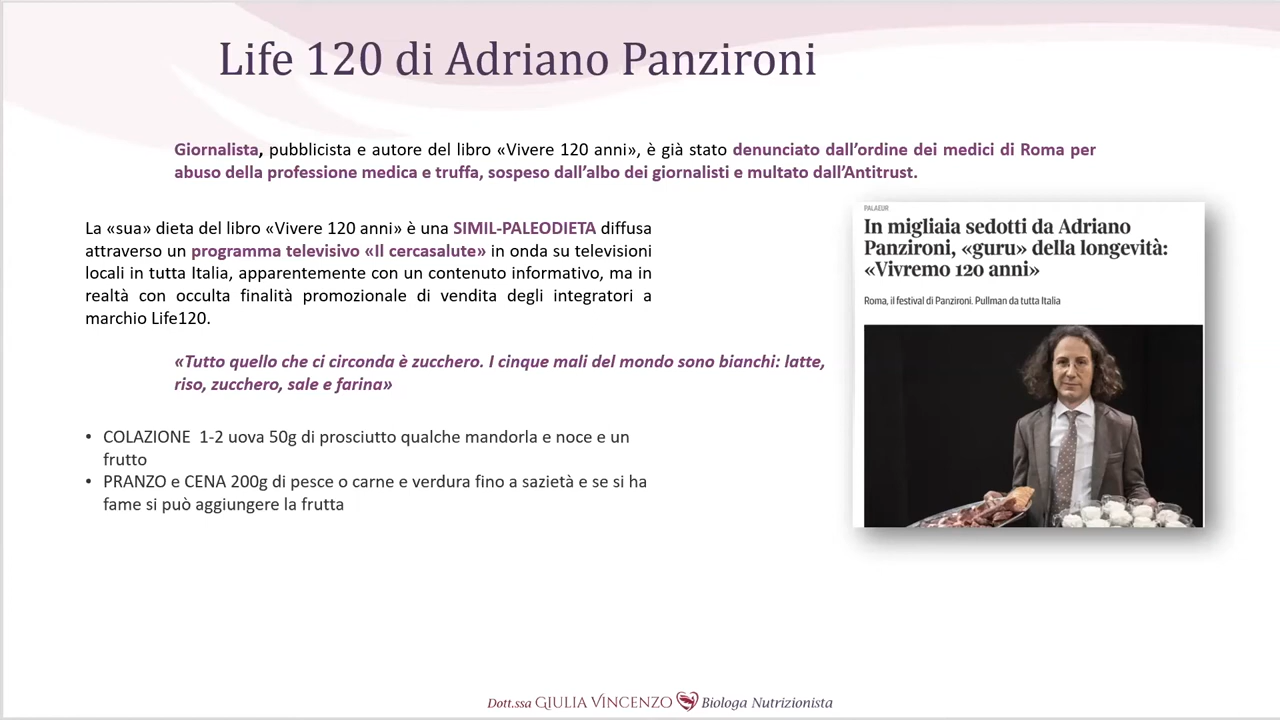 Life 120 di Adriano Panzironi
Giornalista, pubblicista e autore del libro «Vivere 120 anni», è già stato denunciato dall’ordine dei medici di Roma per
abuso della professione medica e truffa, sospeso dall’albo dei giornalisti e multato dall’Antitrust.
La «sua» dieta del libro «Vivere 120 anni» è una SIMIL-PALEODIETA diffusa
attraverso un programma televisivo «Il cercasalute» in onda su televisioni
locali in tutta Italia, apparentemente con un contenuto informativo, ma in
realtà con occulta finalità promozionale di vendita degli integratori a
marchio Life120.
«Tutto quello che ci circonda è zucchero. I cinque mali del mondo sono bianchi: latte,
riso, zucchero, sale e farina»
• COLAZIONE 1-2 uova 50g di prosciutto qualche mandorla e noce e un
frutto
• PRANZO e CENA 200g di pesce o carne e verdura fino a sazietà e se si ha
fame si può aggiungere la frutta
PALAEUR
In migliaia sedotti da Adriano
Panzironi, «guru» della longevità:
«Vivremo 120 anni»
Roma, il festival di Panzironi. Pullman da tutta Italia
Dott.ssa GIULIA VINCENZO Biologa Nutrizionista